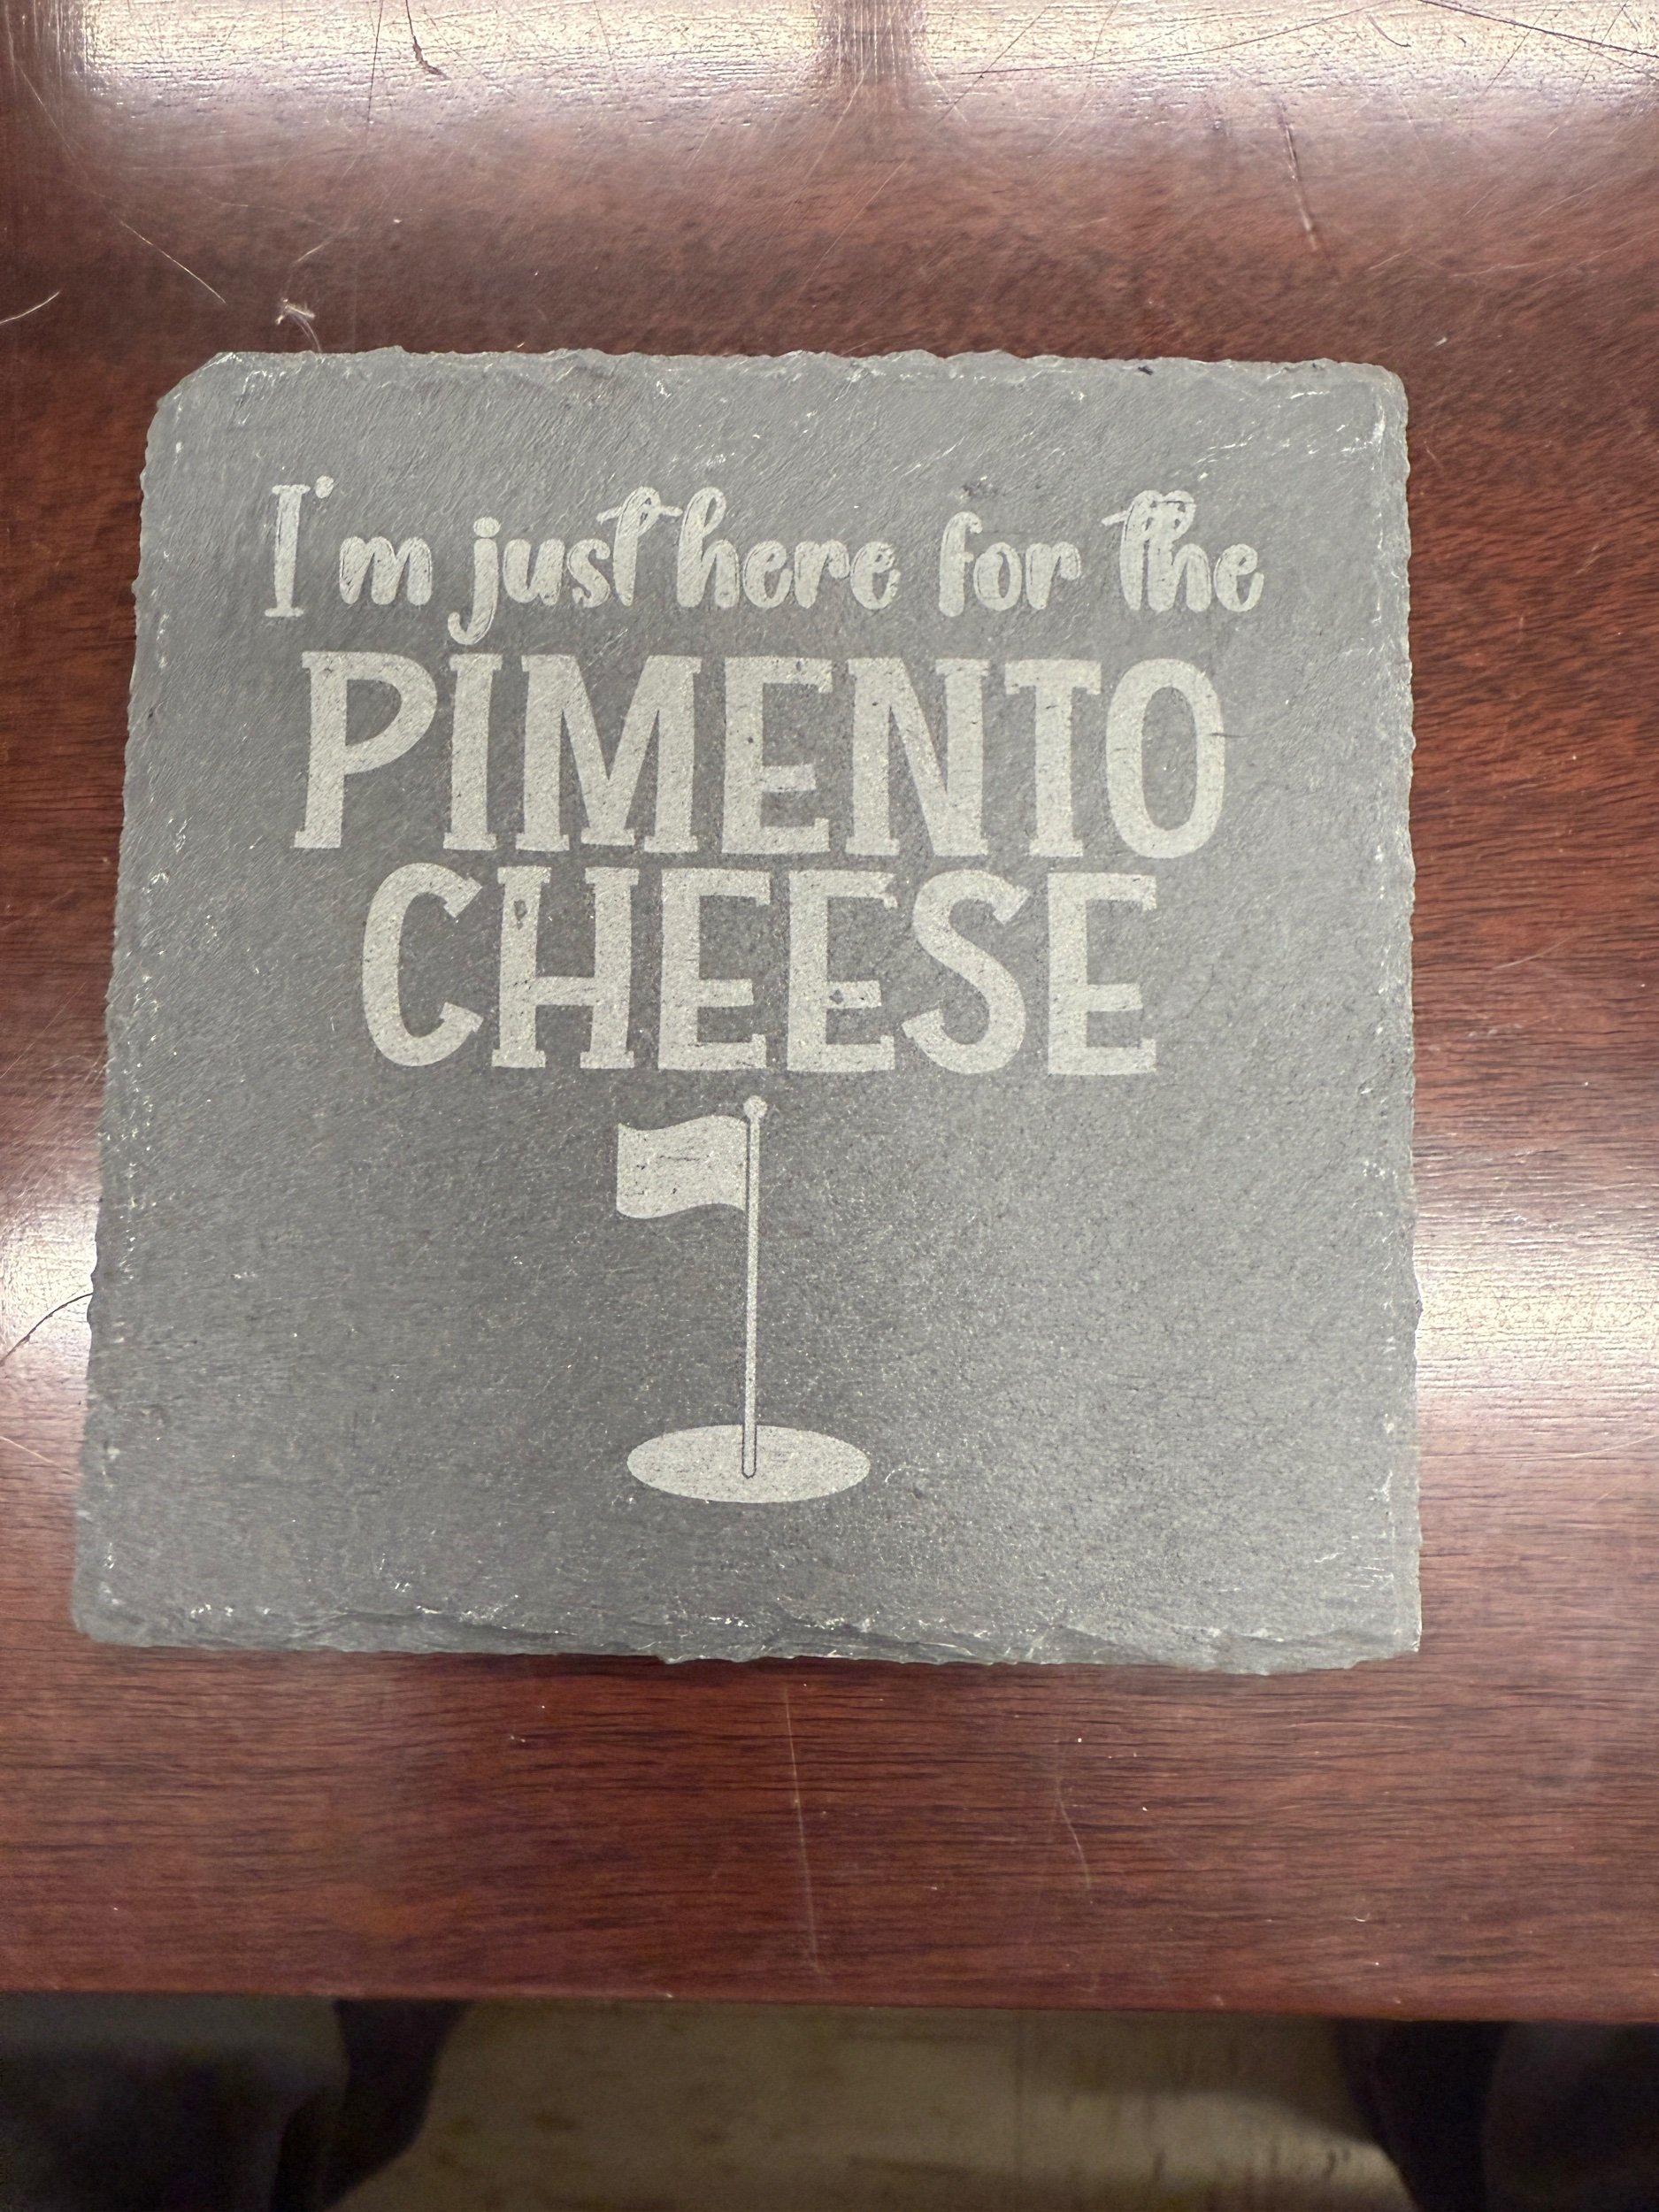 I'm just here for the
PIMENTO
CHEESE